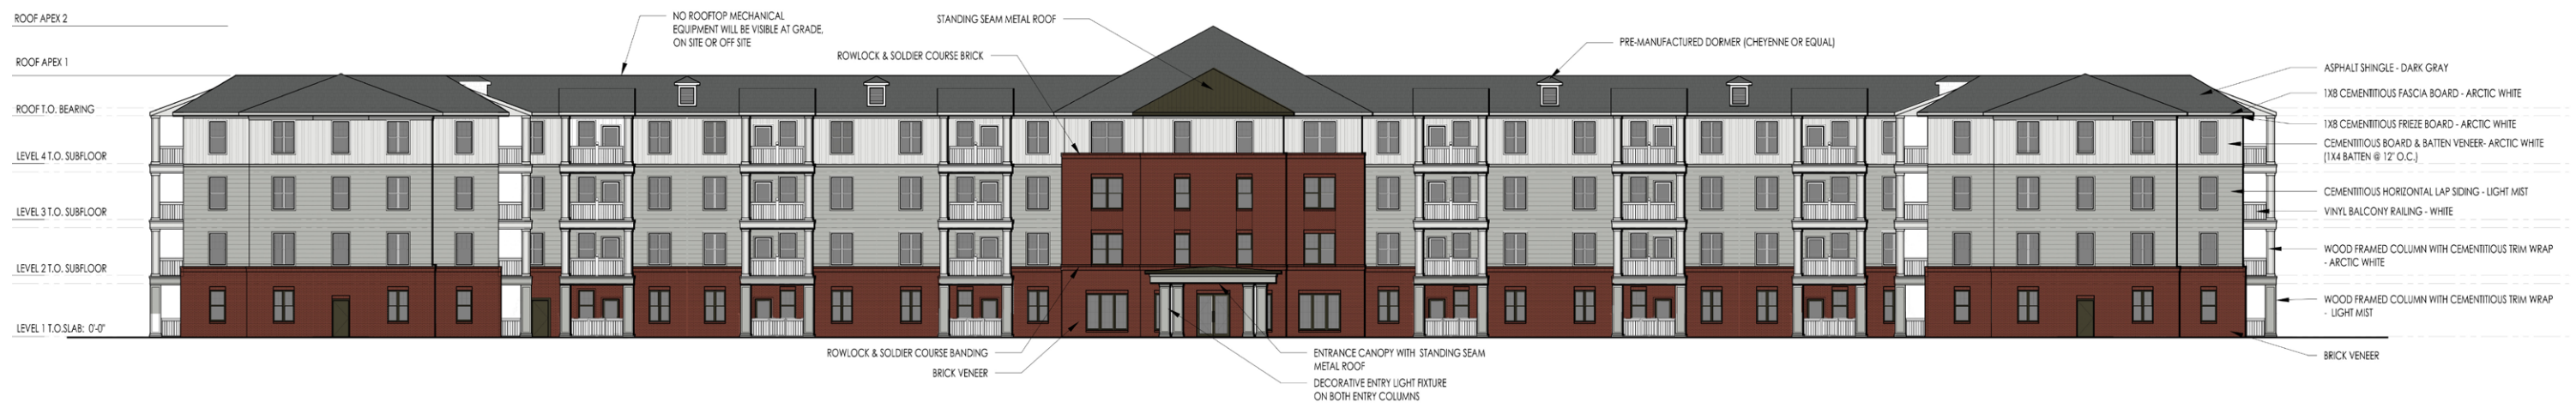 ROOF APEX 2
ROOF APEX 1
ROOF T.O. BEARING
LEVEL 4 T.O. SUBFLOOR
LEVEL 3 T.O. SUBFLOOR
LEVEL 2 T.O. SUBFLOOR
LEVEL 1 T.O.SLAB: 0'-0"
NO ROOFTOP MECHANICAL
EQUIPMENT WILL BE VISIBLE AT GRADE,
ON SITE OR OFF SITE
STANDING SEAM METAL ROOF
ROWLOCK & SOLDIER COURSE BRICK
PRE-MANUFACTURED DORMER (CHEYENNE OR EQUAL)
ROWLOCK & SOLDIER COURSE BANDING
BRICK VENEER
ENTRANCE CANOPY WITH STANDING SEAM
METAL ROOF
DECORATIVE ENTRY LIGHT FIXTURE
ON BOTH ENTRY COLUMNS
ASPHALT SHINGLE - DARK GRAY
1X8 CEMENTITIOUS FASCIA BOARD - ARCTIC WHITE
1X8 CEMENTITIOUS FRIEZE BOARD - ARCTIC WHITE
CEMENTITIOUS BOARD & BATTEN VENEER- ARCTIC WHITE
(1X4 BATTEN @ 12" O.C.)
CEMENTITIOUS HORIZONTAL LAP SIDING - LIGHT MIST
VINYL BALCONY RAILING - WHITE
WOOD FRAMED COLUMN WITH CEMENTITIOUS TRIM WRAP
- ARCTIC WHITE
WOOD FRAMED COLUMN WITH CEMENTITIOUS TRIM WRAP
- LIGHT MIST
BRICK VENEER